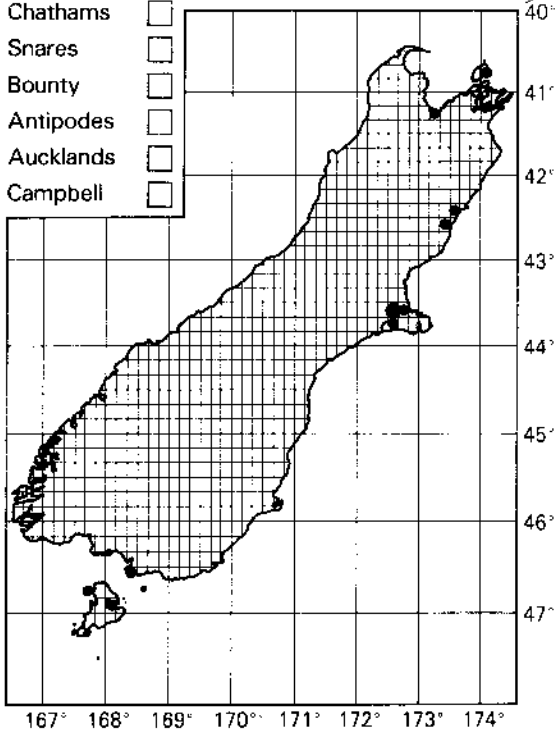 Chathams
Snares
Bounty
Antipodes
Aucklands
Campbell
40°
41°
42°
43°
44°
45°
46°
47°
167° 168° 169° 170° 171° 172° 173° 174°